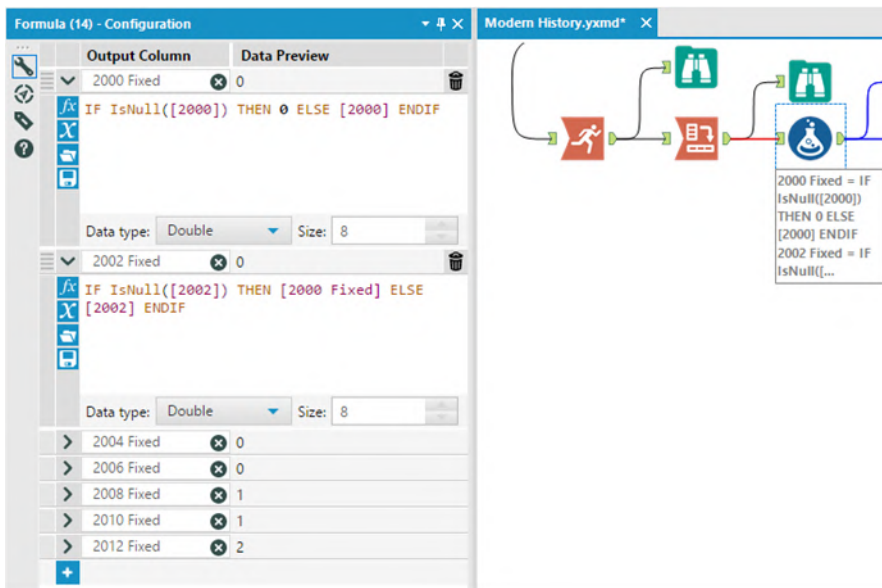 Formula (14) - Configuration
Output Column Data Preview
2000 Fixed 0
IF IsNull([2000]) THEN 0 ELSE [2000] ENDIF
Data type: Double Size: 8
2002 Fixed 0
IF IsNull([2002]) THEN [2000 Fixed] ELSE
[2002] ENDIF
Data type: Double Size: 8
2004 Fixed 0
2006 Fixed 0
2008 Fixed 1
2010 Fixed 1
2012 Fixed 2
Modern History.yxmd*
2000 Fixed = IF
IsNull([2000])
THEN 0 ELSE
[2000] ENDIF
2002 Fixed = IF
IsNull([...